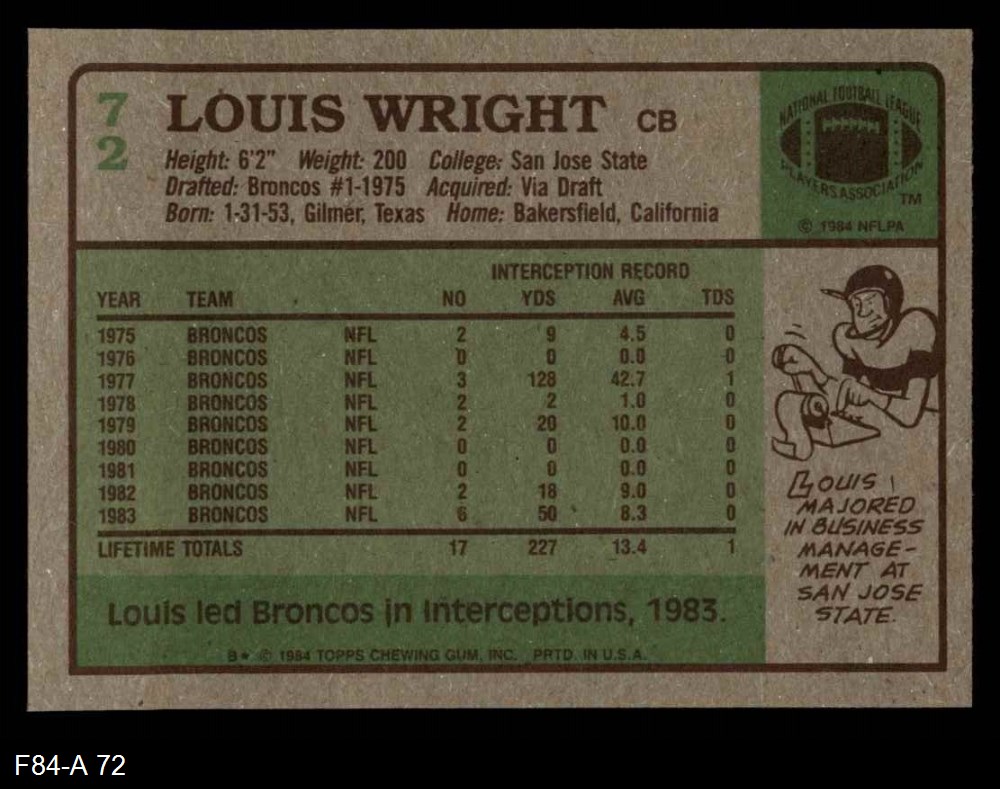 72
LOUIS WRIGHT CB
Height: 6'2" Weight: 200 College: San Jose State
Drafted: Broncos #1-1975 Acquired: Via Draft
Born: 1-31-53, Gilmer, Texas Home: Bakersfield, California
NATIONAL FOOTBALL LEAGUE
PLAYERS ASSOCIATION
TM
© 1984 NFLPA
INTERCEPTION RECORD
YEAR TEAM NO YDS AVG TDS
1975 BRONCOS NFL 2 9 4.5 0
1976 BRONCOS NFL 0 0 0.0 0
1977 BRONCOS NFL 3 128 42.7 1
1978 BRONCOS NFL 2 2 1.0 0
1979 BRONCOS NFL 2 20 10.0 0
1980 BRONCOS NFL 0 0 0.0 0
1981 BRONCOS NFL 0 0 0.0 0
1982 BRONCOS NFL 2 18 9.0 0
1983 BRONCOS NFL 6 50 8.3 0
LIFETIME TOTALS 17 227 13.4 1
Louis led Broncos in Interceptions, 1983.
B* © 1984 TOPPS CHEWING GUM, INC. PRTD. IN U.S.A.
LOUIS
MAJORED
IN BUSINESS
MANAGE-
MENT AT
SAN JOSE
STATE.
F84-A 72